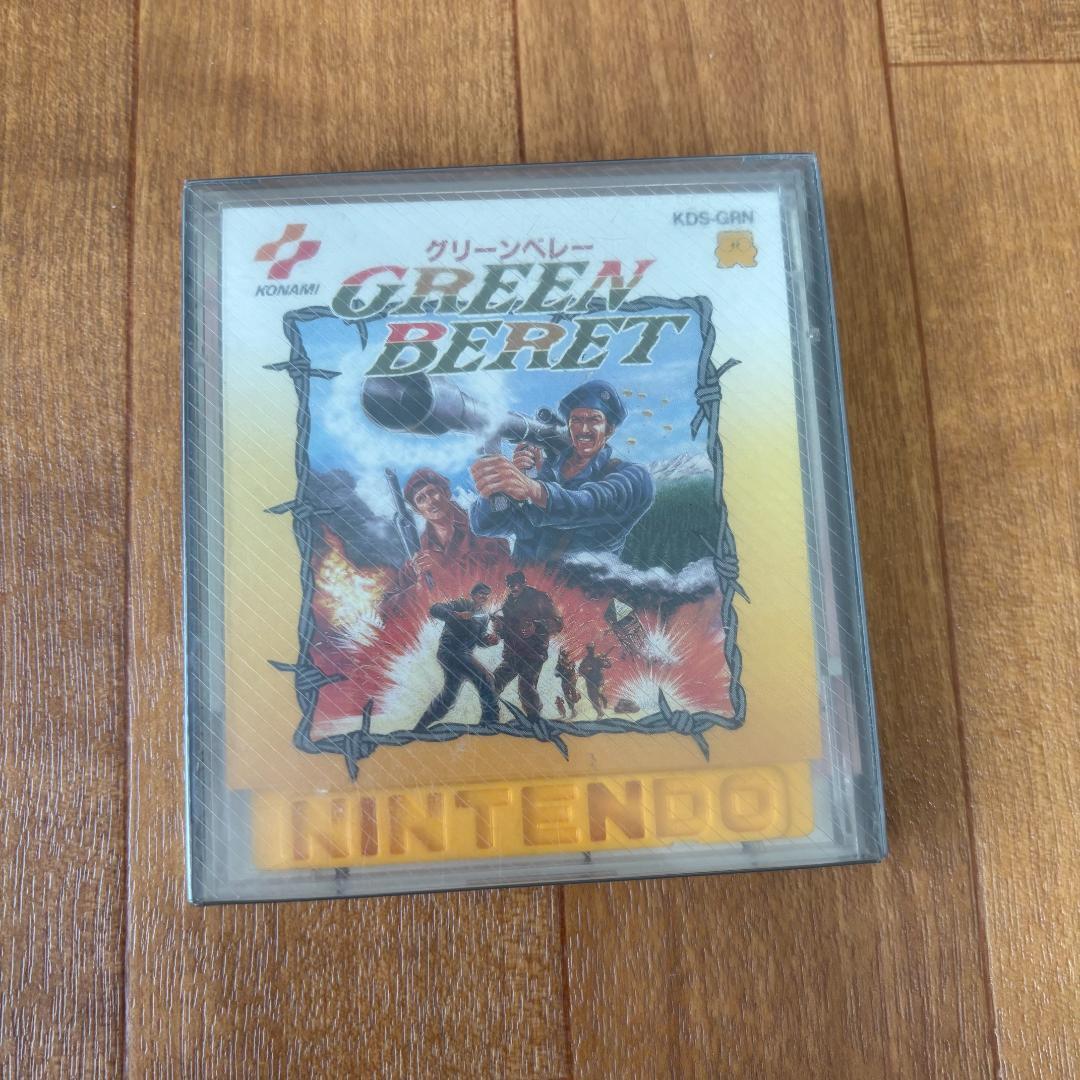 KDS-GRN
KONAMI
グリーンベレー
GREEN
BERET
NINTENDO